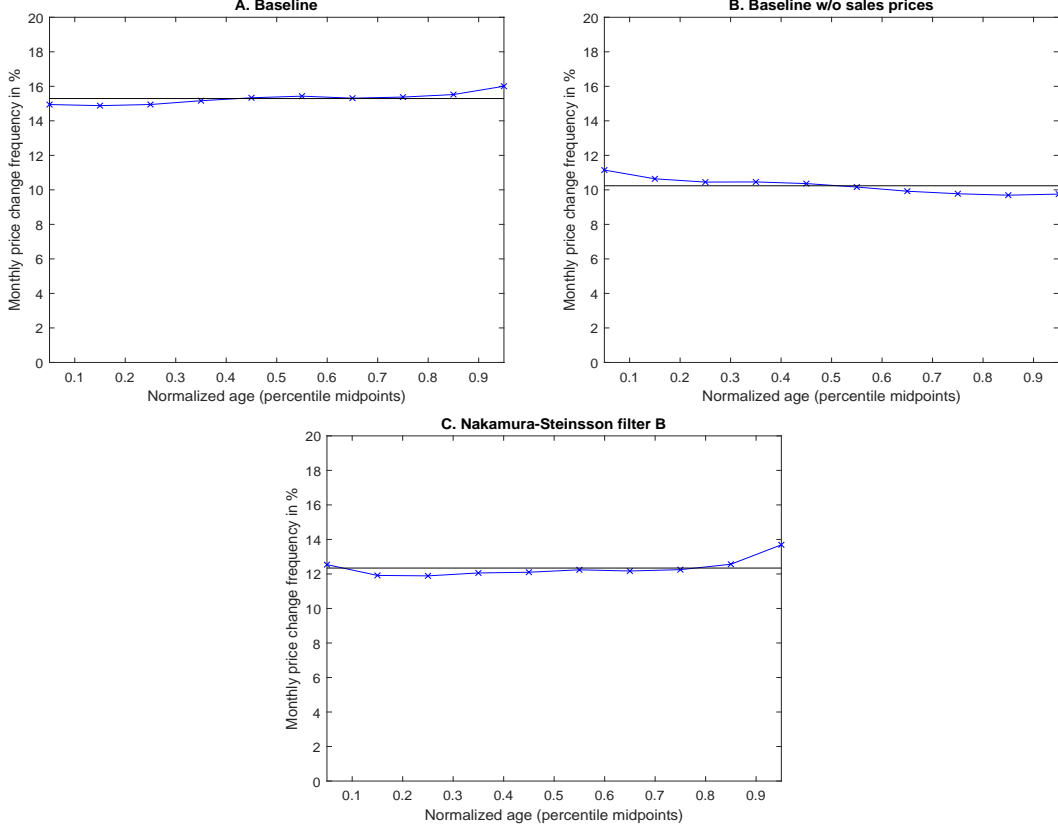 A. Baseline
Monthly price change frequency in %
20
18
16
14
12
10
8
6
4
2
0
0.1 0.2 0.3 0.4 0.5 0.6 0.7 0.8 0.9
Normalized age (percentile midpoints)
B. Baseline w/o sales prices
Monthly price change frequency in %
20
18
16
14
12
10
8
6
4
2
0
0.1 0.2 0.3 0.4 0.5 0.6 0.7 0.8 0.9
Normalized age (percentile midpoints)
C. Nakamura-Steinsson filter B
Monthly price change frequency in %
20
18
16
14
12
10
8
6
4
2
0
0.1 0.2 0.3 0.4 0.5 0.6 0.7 0.8 0.9
Normalized age (percentile midpoints)